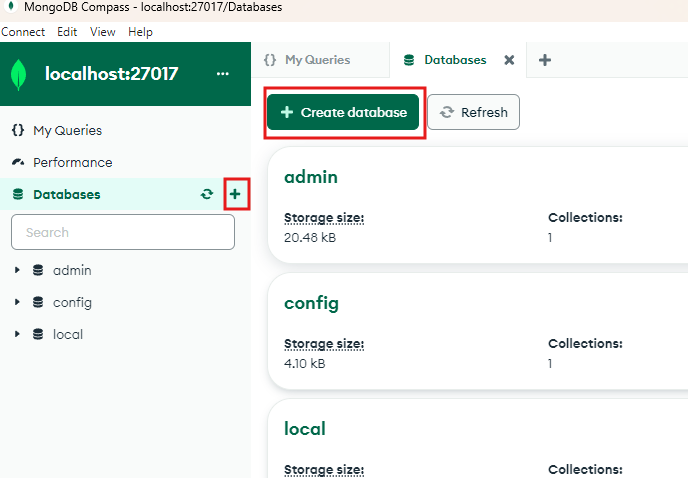 MongoDB Compass - localhost:27017/Databases
Connect Edit View Help
localhost:27017 ...
{} My Queries
Performance
Databases
Search
admin
config
local
{} My Queries
Databases
Create database
Refresh
admin
Storage size: Collections:
20.48 kB 1
config
Storage size: Collections:
4.10 kB 1
local
Storage size: Collections: